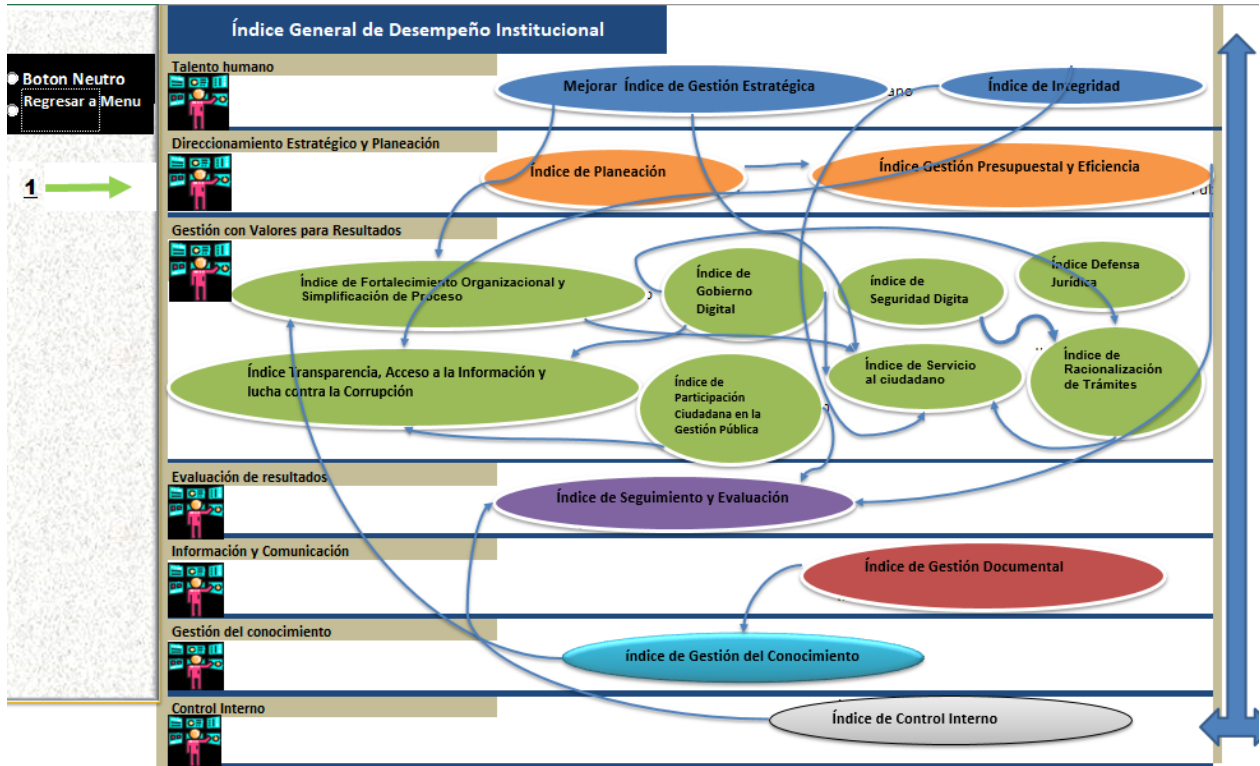 Índice General de Desempeño Institucional
Boton Neutro
Regresar a Menu
1
Talento humano
Mejorar Índice de Gestión Estratégica
ano
Índice de Integridad
Direccionamiento Estratégico y Planeación
Índice de Planeación
Índice Gestión Presupuestal y Eficiencia
Gestión con Valores para Resultados
Índice de Fortalecimiento Organizacional y
Simplificación de Proceso
Índice de
Gobierno
Digital
índice de
Seguridad Digita
Índice Defensa
Jurídica
Índice Transparencia, Acceso a la Información y
lucha contra la Corrupción
Índice de
Participación
Ciudadana en la
Gestión Pública
Índice de Servicio
al ciudadano
Índice de
Racionalización
de Trámites
Evaluación de resultados
Índice de Seguimiento y Evaluación
Información y Comunicación
Índice de Gestión Documental
Gestión del conocimiento
índice de Gestión del Conocimiento
Control Interno
Índice de Control Interno